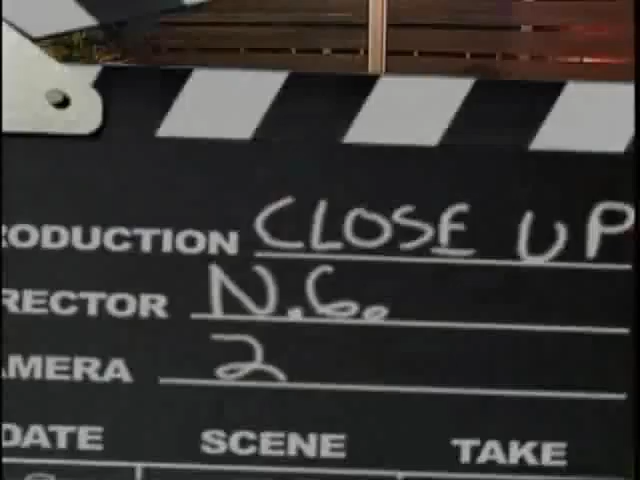 RODUCTION CLOSE UP
RECTOR N.G.
AMERA 2
DATE SCENE TAKE